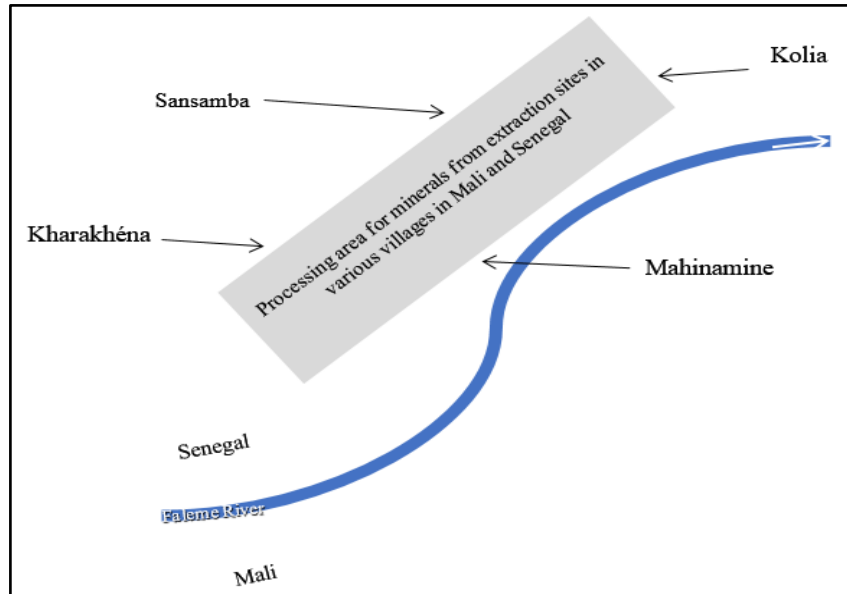 Kolia
Sansamba
Processing area for minerals from extraction sites in
various villages in Mali and Senegal
Kharakhéna
Mahinamine
Senegal
Faleme River
Mali